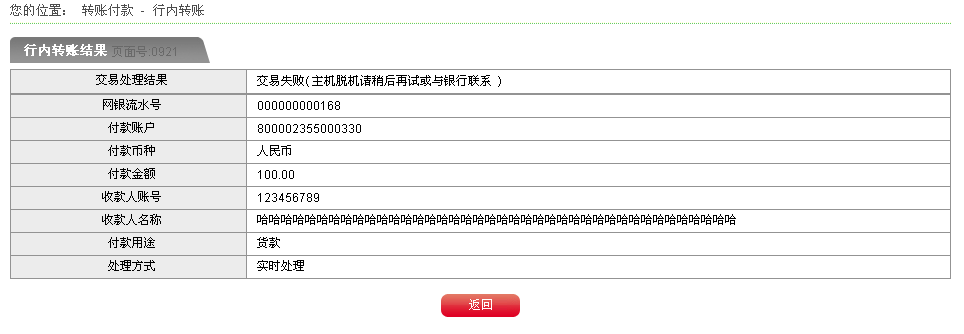 您的位置： 转账付款 - 行内转账
行内转账结果 页面号:0921
交易处理结果 交易失败(主机脱机请稍后再试或与银行联系 )
网银流水号 000000000168
付款账户 800002355000330
付款币种 人民币
付款金额 100.00
收款人账号 123456789
收款人名称 哈哈哈哈哈哈哈哈哈哈哈哈哈哈哈哈哈哈哈哈哈哈哈哈哈哈哈哈哈哈哈哈哈哈哈哈哈哈哈哈
付款用途 货款
处理方式 实时处理
返回